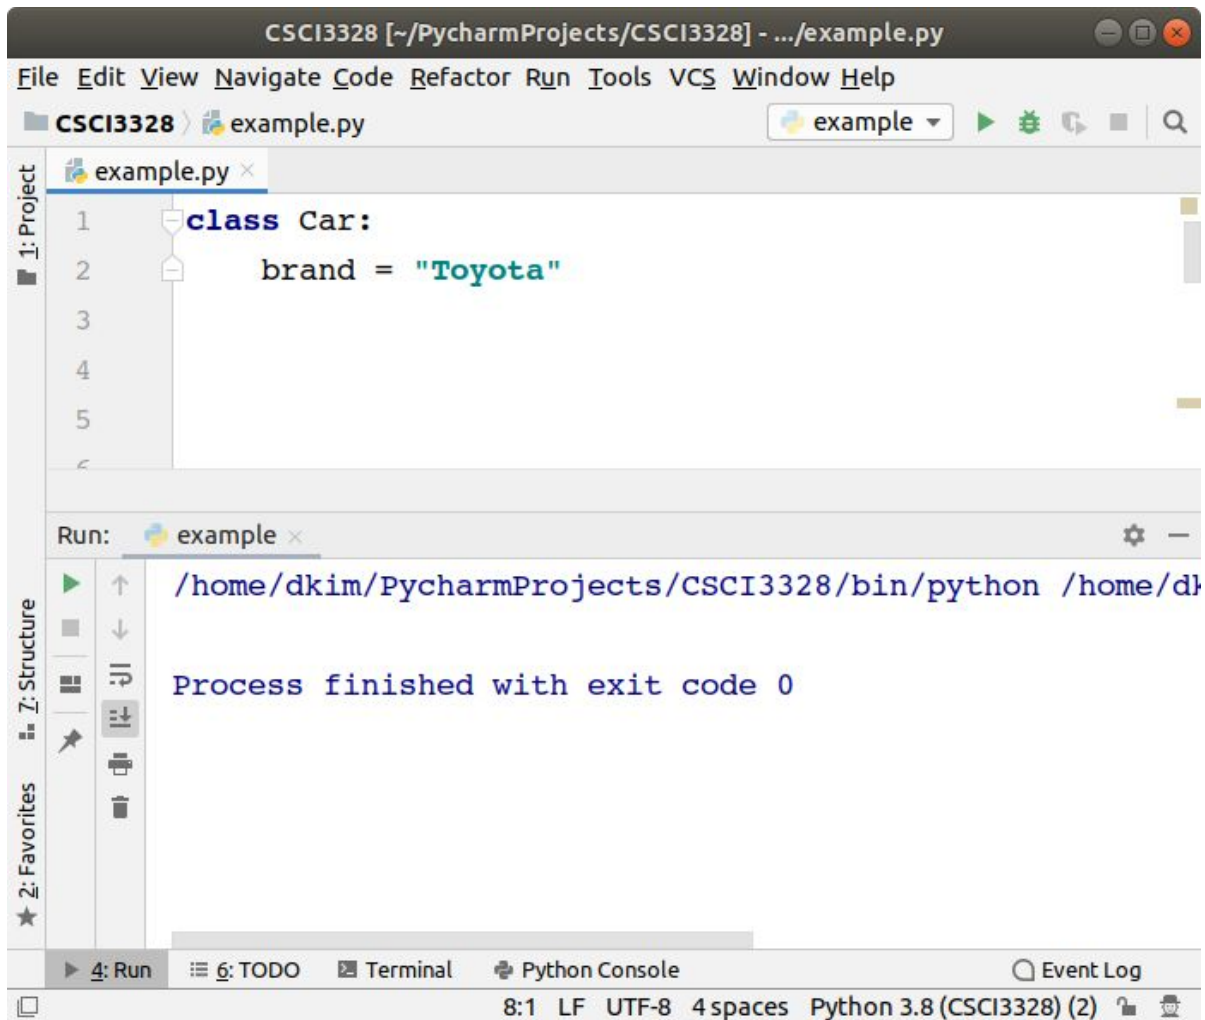 CSCI3328 [~/PycharmProjects/CSCI3328] - .../example.py
File Edit View Navigate Code Refactor Run Tools VCS Window Help
CSCI3328 example.py example
1: Project
example.py
1 class Car:
2 brand = "Toyota"
3
4
5
6
Run: example
/home/dkim/PycharmProjects/CSCI3328/bin/python /home/dk
Process finished with exit code 0
7: Structure
2: Favorites
4: Run 6: TODO Terminal Python Console Event Log
8:1 LF UTF-8 4 spaces Python 3.8 (CSCI3328) (2)